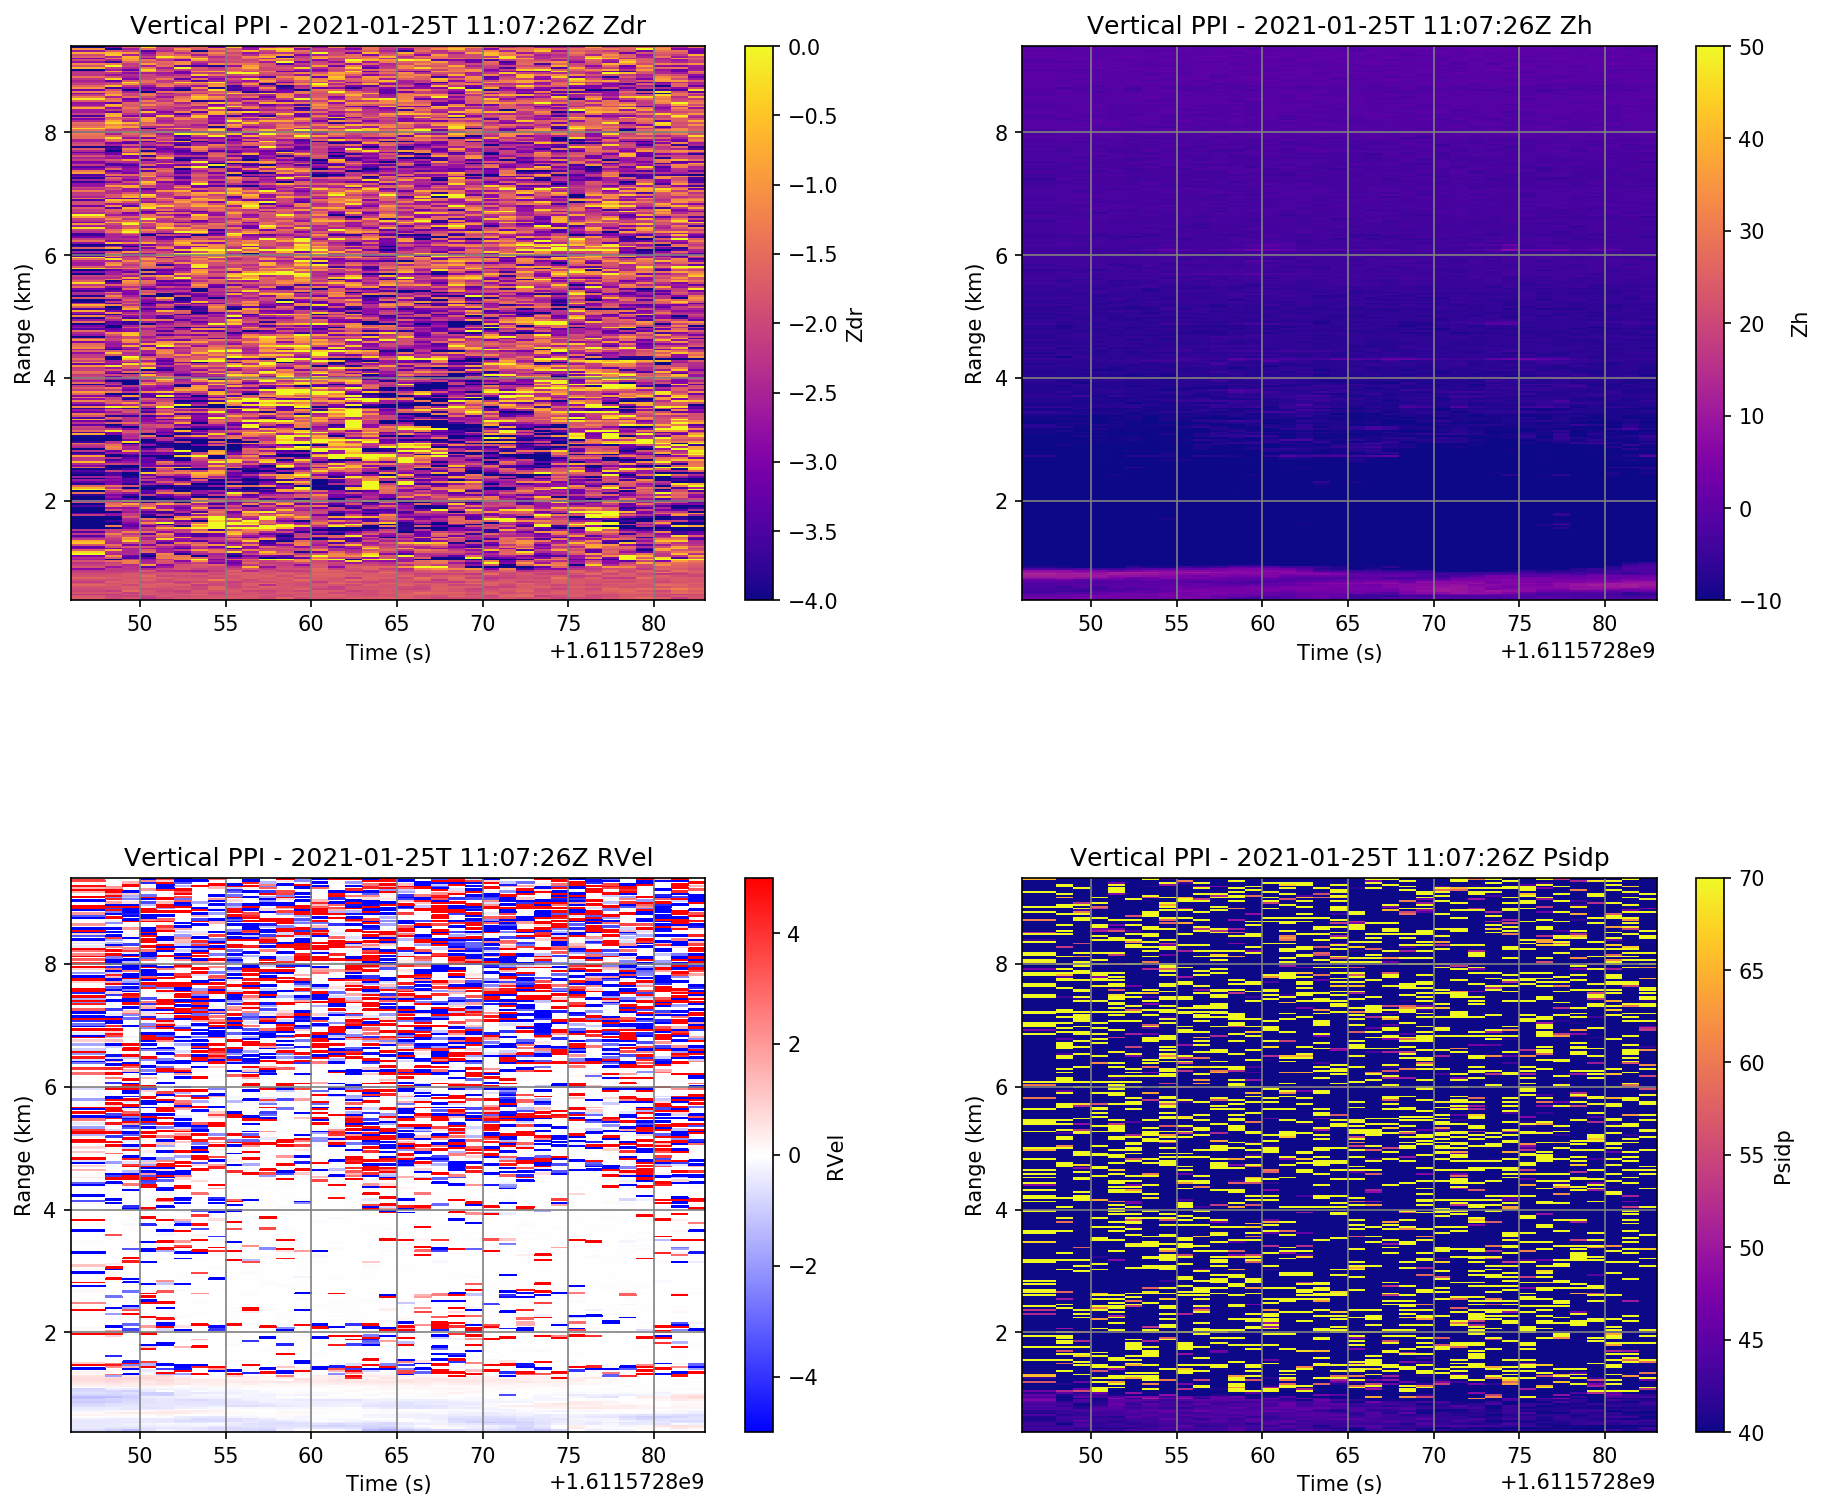 Vertical PPI - 2021-01-25T 11:07:26Z Zdr
Range (km)
8
6
4
2
50 55 60 65 70 75 80
Time (s)
+1.6115728e9
0.0
−0.5
−1.0
−1.5
−2.0
−2.5
−3.0
−3.5
−4.0
Zdr
Vertical PPI - 2021-01-25T 11:07:26Z Zh
Range (km)
8
6
4
2
50 55 60 65 70 75 80
Time (s)
+1.6115728e9
50
40
30
20
10
0
−10
Zh
Vertical PPI - 2021-01-25T 11:07:26Z RVel
Range (km)
8
6
4
2
50 55 60 65 70 75 80
Time (s)
+1.6115728e9
4
2
0
−2
−4
RVel
Vertical PPI - 2021-01-25T 11:07:26Z Psidp
Range (km)
8
6
4
2
50 55 60 65 70 75 80
Time (s)
+1.6115728e9
70
65
60
55
50
45
40
Psidp